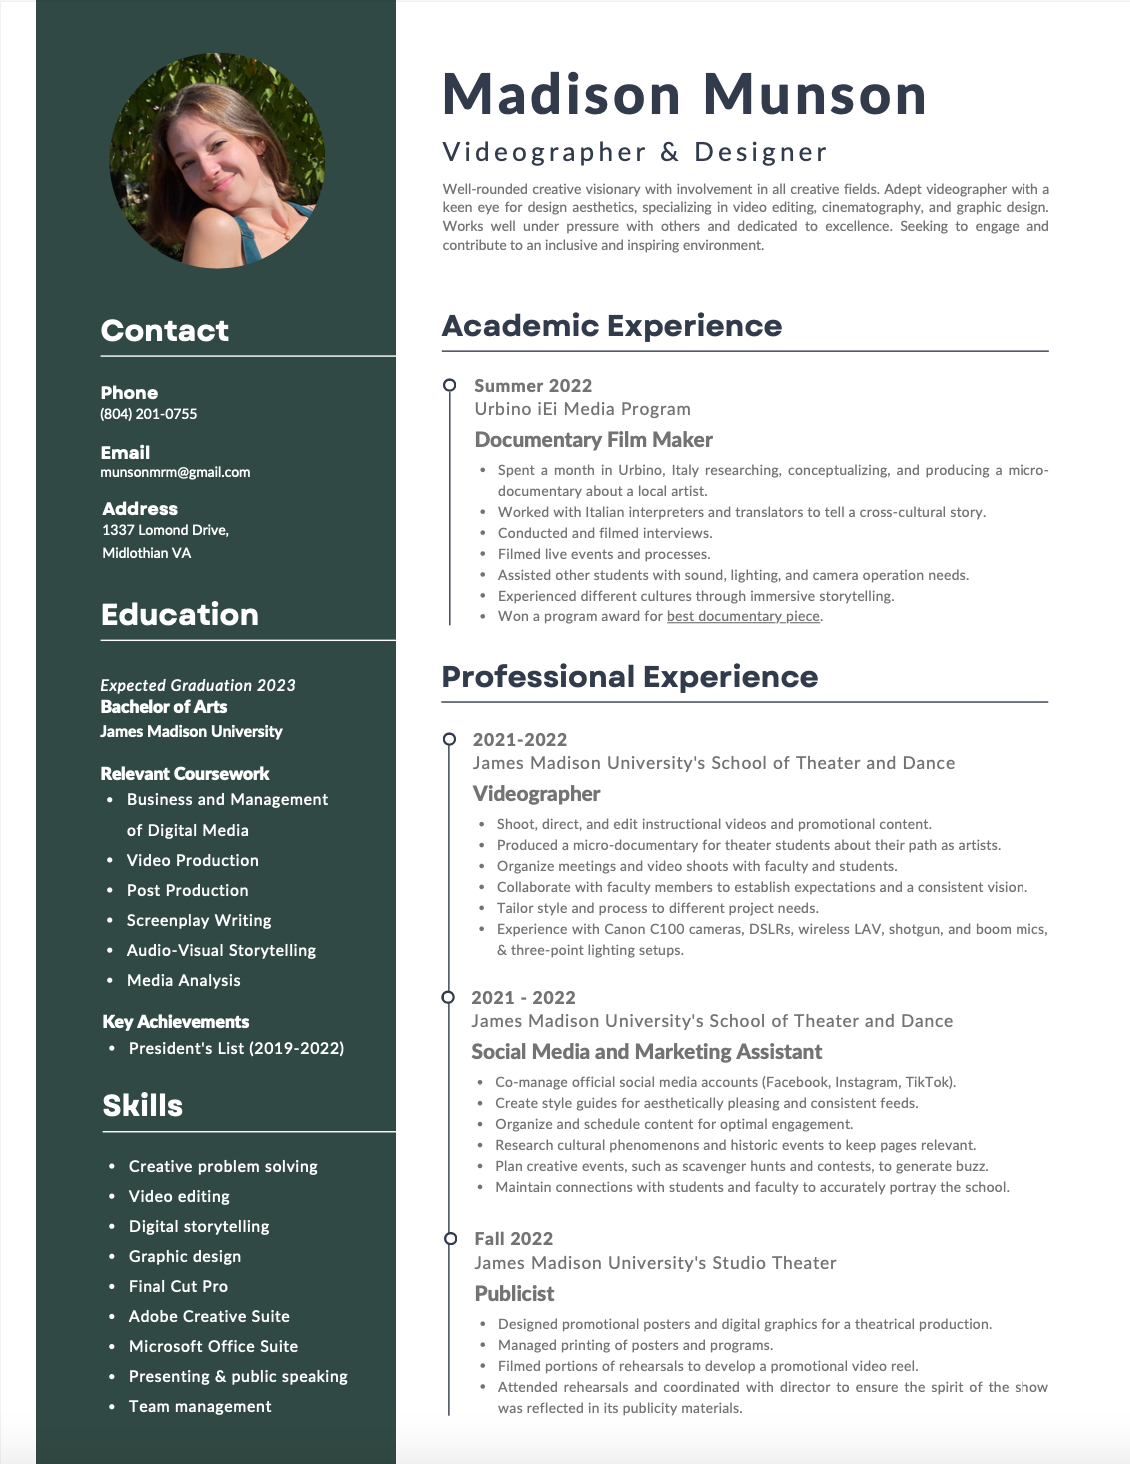 Madison Munson
Videographer & Designer
Well-rounded creative visionary with involvement in all creative fields. Adept videographer with a
keen eye for design aesthetics, specializing in video editing, cinematography, and graphic design.
Works well under pressure with others and dedicated to excellence. Seeking to engage and
contribute to an inclusive and inspiring environment.
Contact
Phone
(804) 201-0755
Email
munsonmrm@gmail.com
Address
1337 Lomond Drive,
Midlothian VA
Education
Expected Graduation 2023
Bachelor of Arts
James Madison University
Relevant Coursework
• Business and Management
of Digital Media
• Video Production
• Post Production
• Screenplay Writing
• Audio-Visual Storytelling
• Media Analysis
Key Achievements
• President's List (2019-2022)
Skills
• Creative problem solving
• Video editing
• Digital storytelling
• Graphic design
• Final Cut Pro
• Adobe Creative Suite
• Microsoft Office Suite
• Presenting & public speaking
• Team management
Academic Experience
Summer 2022
Urbino iEi Media Program
Documentary Film Maker
• Spent a month in Urbino, Italy researching, conceptualizing, and producing a micro-
documentary about a local artist.
• Worked with Italian interpreters and translators to tell a cross-cultural story.
• Conducted and filmed interviews.
• Filmed live events and processes.
• Assisted other students with sound, lighting, and camera operation needs.
• Experienced different cultures through immersive storytelling.
• Won a program award for best documentary piece.
Professional Experience
2021-2022
James Madison University's School of Theater and Dance
Videographer
• Shoot, direct, and edit instructional videos and promotional content.
• Produced a micro-documentary for theater students about their path as artists.
• Organize meetings and video shoots with faculty and students.
• Collaborate with faculty members to establish expectations and a consistent vision.
• Tailor style and process to different project needs.
• Experience with Canon C100 cameras, DSLRs, wireless LAV, shotgun, and boom mics,
& three-point lighting setups.
2021 - 2022
James Madison University's School of Theater and Dance
Social Media and Marketing Assistant
• Co-manage official social media accounts (Facebook, Instagram, TikTok).
• Create style guides for aesthetically pleasing and consistent feeds.
• Organize and schedule content for optimal engagement.
• Research cultural phenomenons and historic events to keep pages relevant.
• Plan creative events, such as scavenger hunts and contests, to generate buzz.
• Maintain connections with students and faculty to accurately portray the school.
Fall 2022
James Madison University's Studio Theater
Publicist
• Designed promotional posters and digital graphics for a theatrical production.
• Managed printing of posters and programs.
• Filmed portions of rehearsals to develop a promotional video reel.
• Attended rehearsals and coordinated with director to ensure the spirit of the show
was reflected in its publicity materials.